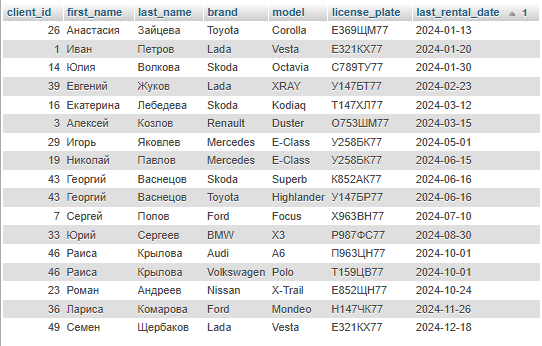 client_id first_name last_name brand model license_plate last_rental_date 1
26 Анастасия Зайцева Toyota Corolla Е369ЩМ77 2024-01-13
1 Иван Петров Lada Vesta Е321КХ77 2024-01-20
14 Юлия Волкова Skoda Octavia С789ТУ77 2024-01-30
39 Евгений Жуков Lada XRAY У147БТ77 2024-02-23
16 Екатерина Лебедева Skoda Kodiaq Т147ХЛ77 2024-03-12
3 Алексей Козлов Renault Duster О753ШМ77 2024-03-15
29 Игорь Яковлев Mercedes E-Class У258БК77 2024-05-01
19 Николай Павлов Mercedes E-Class У258БК77 2024-06-15
43 Георгий Васнецов Skoda Superb К852АК77 2024-06-16
43 Георгий Васнецов Toyota Highlander У147БР77 2024-06-16
7 Сергей Попов Ford Focus Х963ВН77 2024-07-10
33 Юрий Сергеев BMW X3 Р987ФС77 2024-08-30
46 Раиса Крылова Audi A6 П963ЦН77 2024-10-01
46 Раиса Крылова Volkswagen Polo Т159ЦВ77 2024-10-01
23 Роман Андреев Nissan X-Trail Е852ЩН77 2024-10-24
36 Лариса Комарова Ford Mondeo Н147ЧК77 2024-11-26
49 Семен Щербаков Lada Vesta Е321КХ77 2024-12-18